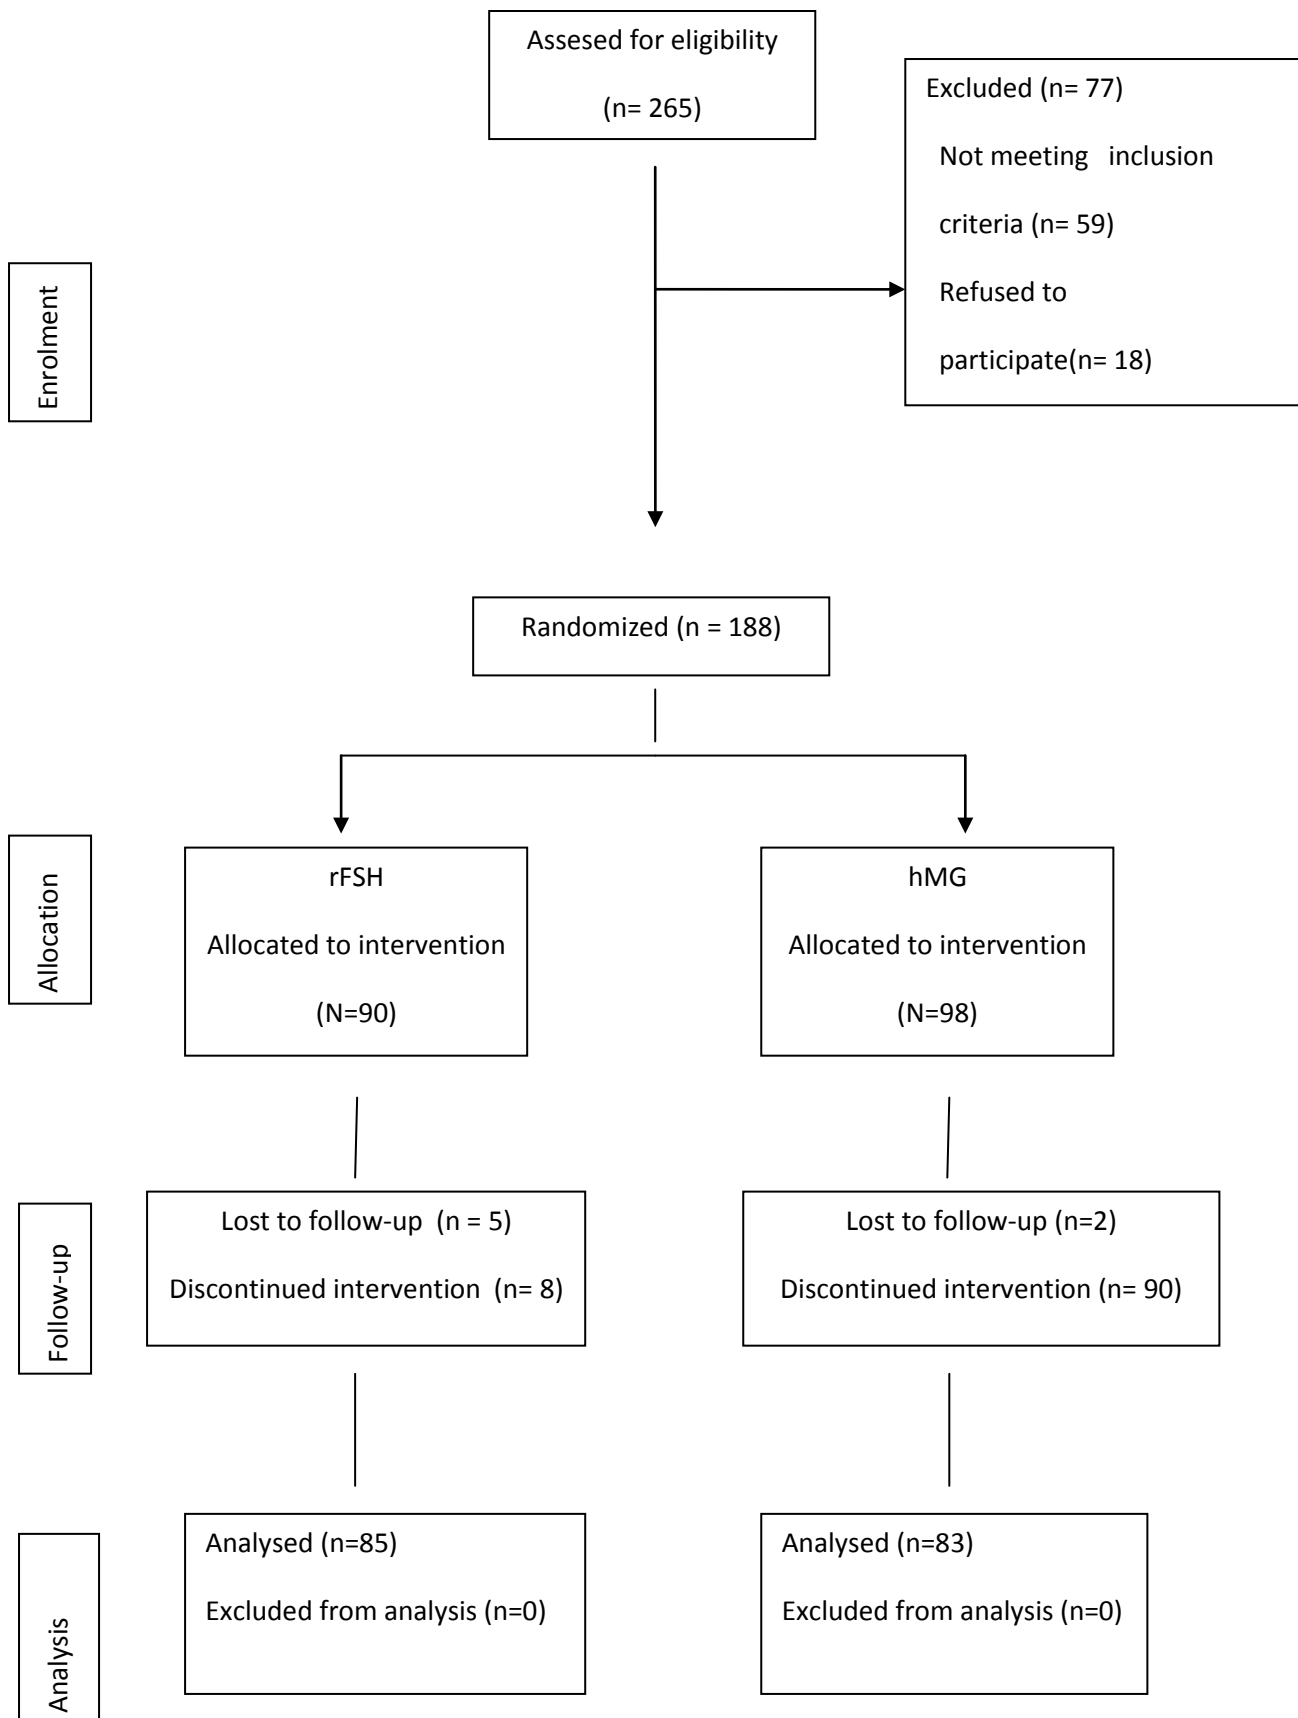 Assesed for eligibility
(n= 265)
Excluded (n= 77)
Not meeting inclusion
criteria (n= 59)
Refused to
participate(n= 18)
Enrolment
Randomized (n = 188)
Allocation
rFSH
Allocated to intervention
(N=90)
hMG
Allocated to intervention
(N=98)
Follow-up
Lost to follow-up (n = 5)
Discontinued intervention (n= 8)
Lost to follow-up (n=2)
Discontinued intervention (n= 90)
Analysis
Analysed (n=85)
Excluded from analysis (n=0)
Analysed (n=83)
Excluded from analysis (n=0)